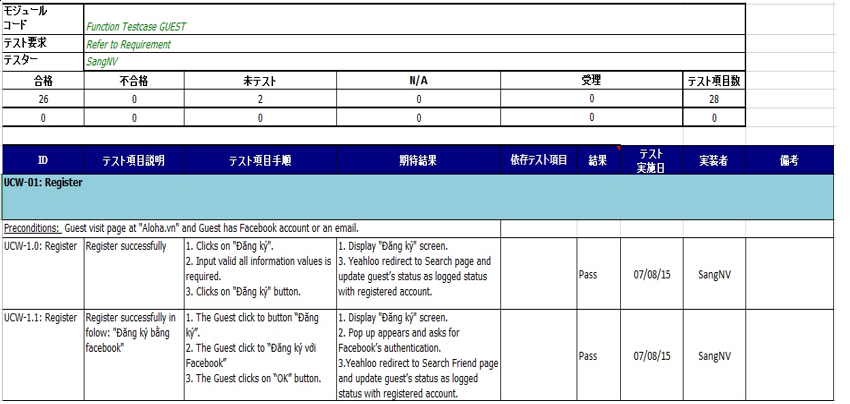 モジュール
コード
Function Testcase GUEST
テスト要求
Refer to Requirement
テスター
SangNV
合格 不合格 未テスト N/A 受理 テスト項目数
26 0 2 0 0 28
0 0 0 0 0 0
ID テスト項目説明 テスト項目手順 期待結果 依存テスト項目 結果 テスト
実施日 実装者 備考
UCW-01: Register
Preconditions: Guest visit page at "Aloha.vn" and Guest has Facebook account or an email.
UCW-1.0: Register
Register successfully
1. Clicks on "Đăng ký".
2. Input valid all information values is
required.
3. Clicks on "Đăng ký" button.
1. Display "Đăng ký" screen.
3. Yeahloo redirect to Search page and
update guest's status as logged status
with registered account.
Pass
07/08/15
SangNV
UCW-1.1: Register
Register successfully in
folow: "Đăng ký bằng
facebook"
1. The Guest click to button "Đăng
ký".
2. The Guest click to "Đăng ký với
Facebook"
3. The Guest clicks on "OK" button.
1. Display "Đăng ký" screen.
2. Pop up appears and asks for
Facebook's authentication.
3.Yeahloo redirect to Search Friend page
and update guest's status as logged
status with registered account.
Pass
07/08/15
SangNV